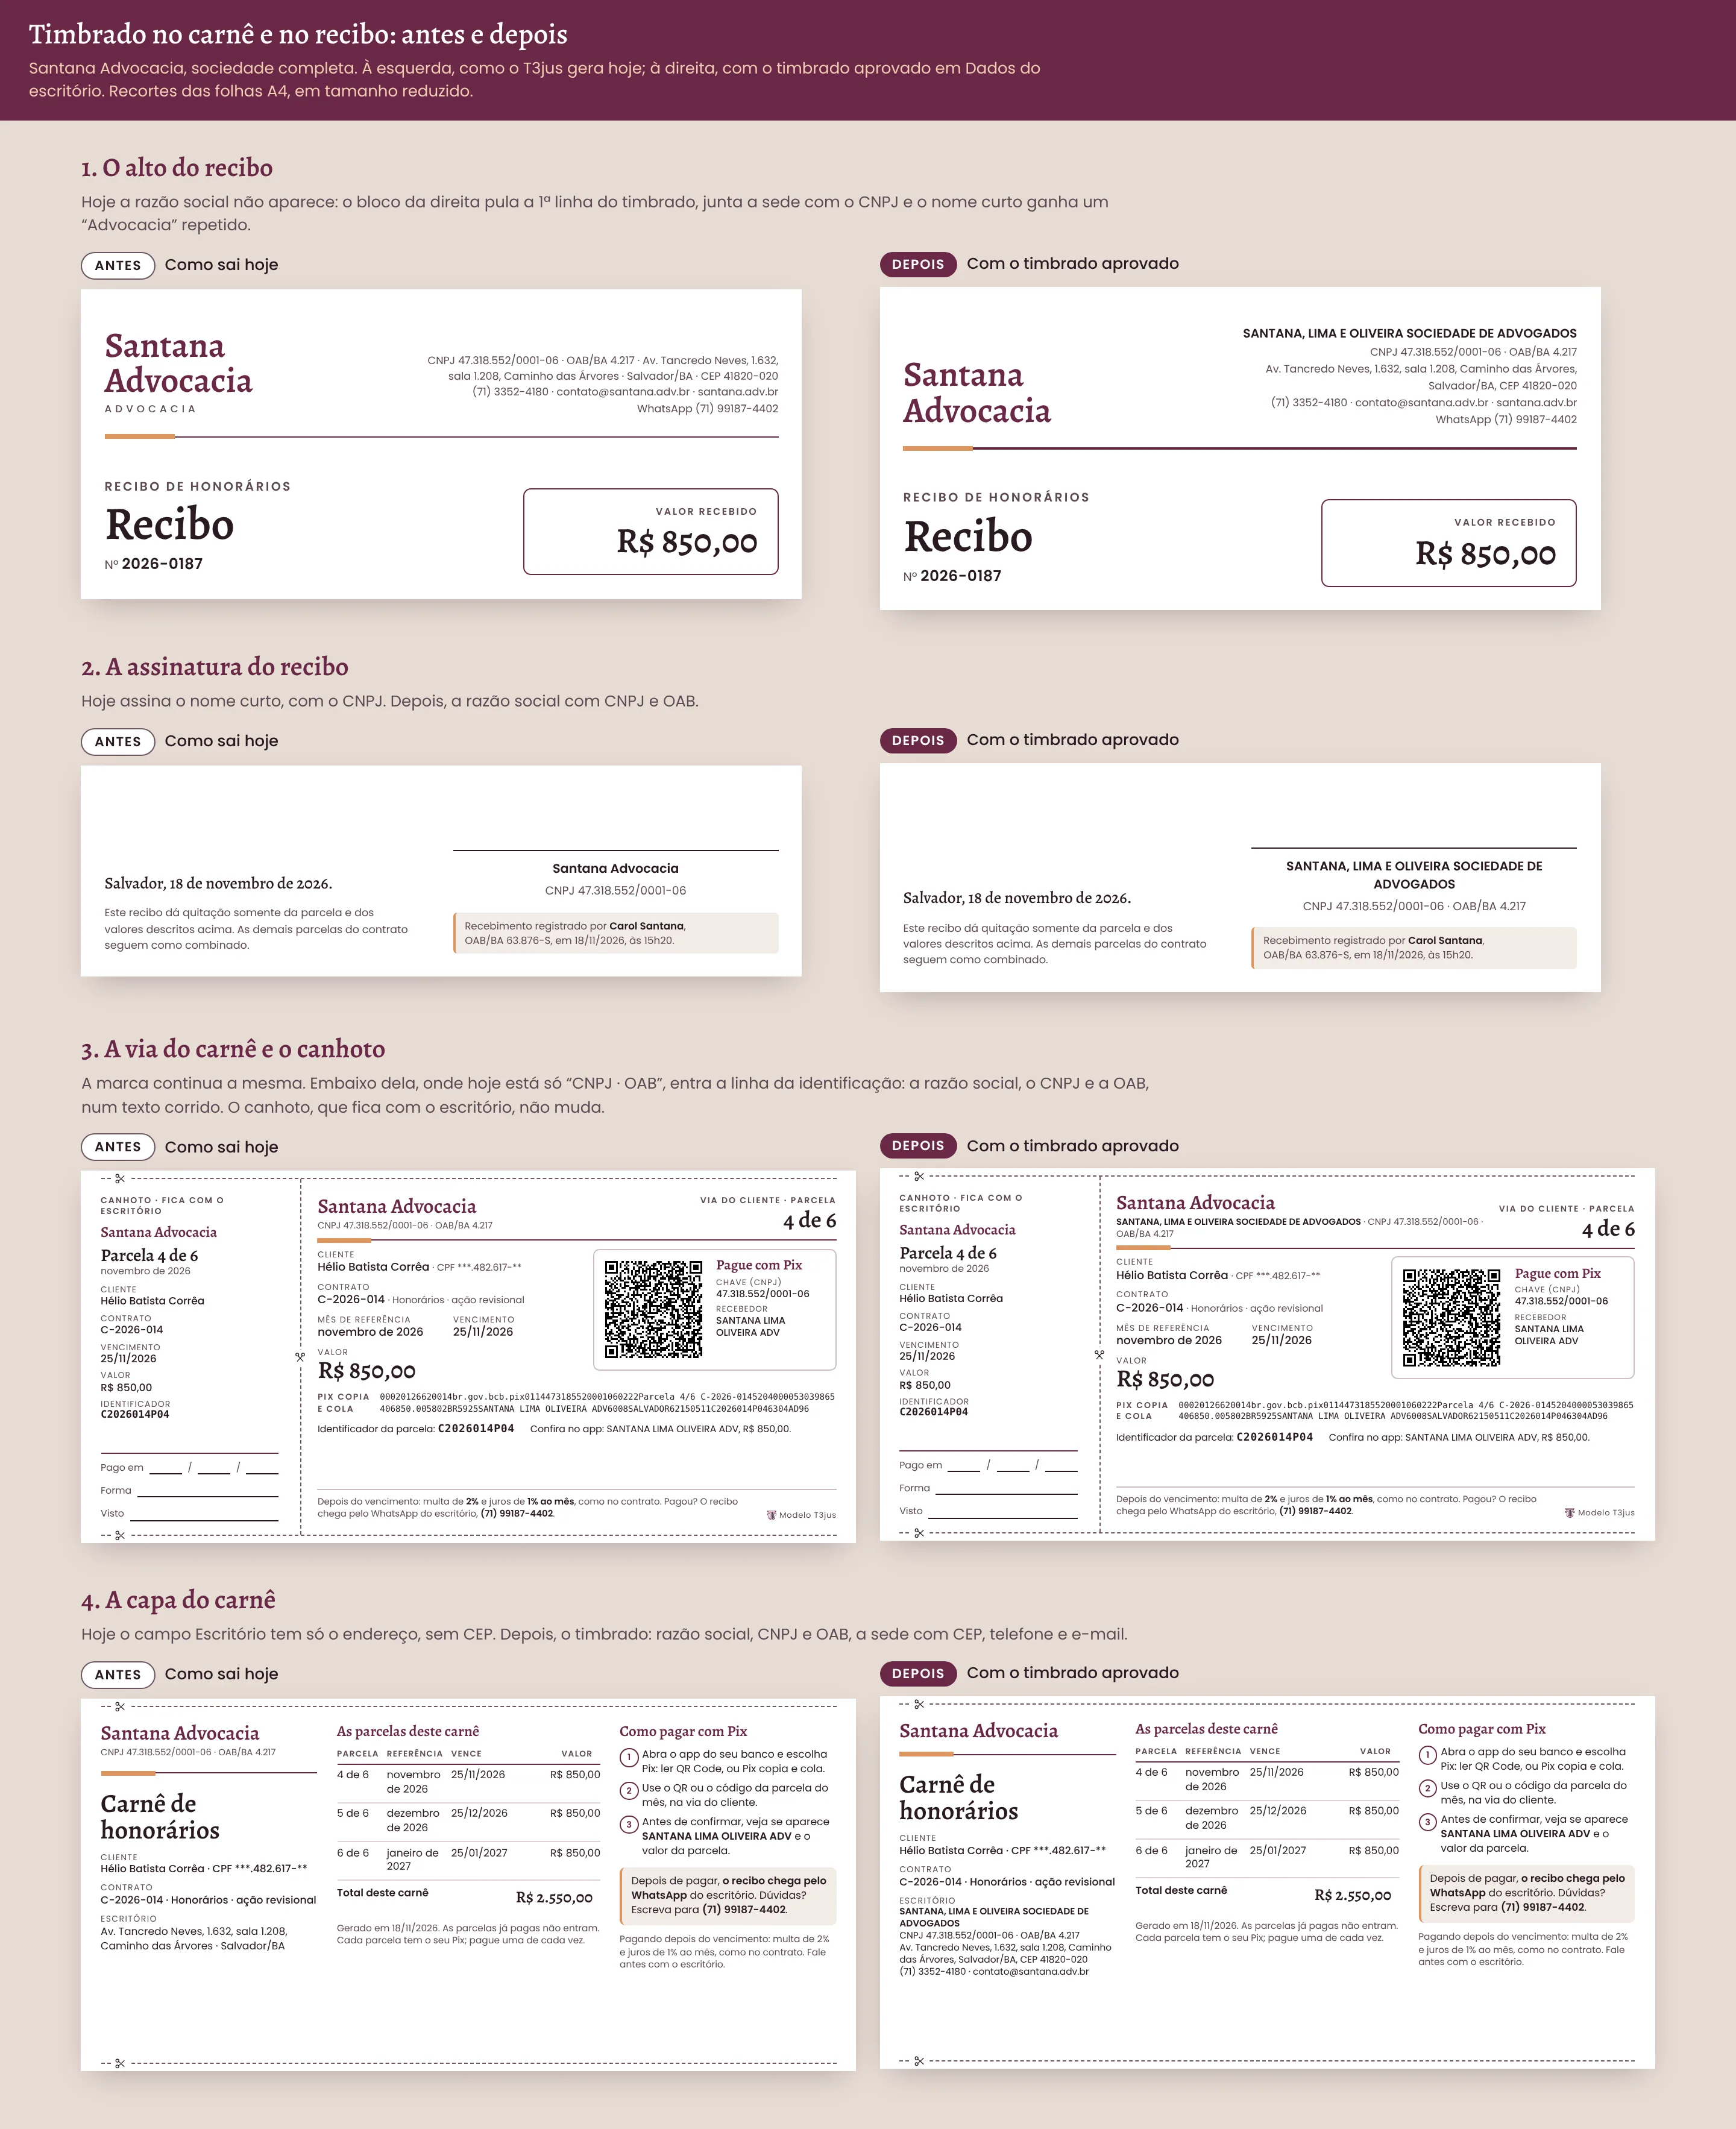 Timbrado no carnê e no recibo: antes e depois
Santana Advocacia, sociedade completa. À esquerda, como o T3jus gera hoje; à direita, com o timbrado aprovado em Dados do
escritório. Recortes das folhas A4, em tamanho reduzido.
1. O alto do recibo
Hoje a razão social não aparece: o bloco da direita pula a 1ª linha do timbrado, junta a sede com o CNPJ e o nome curto ganha um
“Advocacia” repetido.
ANTES Como sai hoje
Santana
Advocacia
ADVOCACIA
CNPJ 47.318.552/0001-06 · OAB/BA 4.217 · Av. Tancredo Neves, 1.632,
sala 1.208, Caminho das Árvores · Salvador/BA · CEP 41820-020
(71) 3352-4180 · contato@santana.adv.br · santana.adv.br
WhatsApp (71) 99187-4402
RECIBO DE HONORÁRIOS
Recibo
Nº 2026-0187
VALOR RECEBIDO
R$ 850,00
DEPOIS Com o timbrado aprovado
Santana
Advocacia
SANTANA, LIMA E OLIVEIRA SOCIEDADE DE ADVOGADOS
CNPJ 47.318.552/0001-06 · OAB/BA 4.217
Av. Tancredo Neves, 1.632, sala 1.208, Caminho das Árvores,
Salvador/BA, CEP 41820-020
(71) 3352-4180 · contato@santana.adv.br · santana.adv.br
WhatsApp (71) 99187-4402
RECIBO DE HONORÁRIOS
Recibo
Nº 2026-0187
VALOR RECEBIDO
R$ 850,00
2. A assinatura do recibo
Hoje assina o nome curto, com o CNPJ. Depois, a razão social com CNPJ e OAB.
ANTES Como sai hoje
Salvador, 18 de novembro de 2026.
Este recibo dá quitação somente da parcela e dos
valores descritos acima. As demais parcelas do contrato
seguem como combinado.
Santana Advocacia
CNPJ 47.318.552/0001-06
Recebimento registrado por Carol Santana,
OAB/BA 63.876-S, em 18/11/2026, às 15h20.
DEPOIS Com o timbrado aprovado
Salvador, 18 de novembro de 2026.
Este recibo dá quitação somente da parcela e dos
valores descritos acima. As demais parcelas do contrato
seguem como combinado.
SANTANA, LIMA E OLIVEIRA SOCIEDADE DE
ADVOGADOS
CNPJ 47.318.552/0001-06 · OAB/BA 4.217
Recebimento registrado por Carol Santana,
OAB/BA 63.876-S, em 18/11/2026, às 15h20.
3. A via do carnê e o canhoto
A marca continua a mesma. Embaixo dela, onde hoje está só “CNPJ · OAB”, entra a linha da identificação: a razão social, o CNPJ e a OAB,
num texto corrido. O canhoto, que fica com o escritório, não muda.
ANTES Como sai hoje
CANHOTO · FICA COM O
ESCRITÓRIO
Santana Advocacia
Parcela 4 de 6
novembro de 2026
CLIENTE
Hélio Batista Corrêa
CONTRATO
C-2026-014
VENCIMENTO
25/11/2026
VALOR
R$ 850,00
IDENTIFICADOR
C2026014P04
Pago em / /
Forma
Visto
Santana Advocacia
CNPJ 47.318.552/0001-06 · OAB/BA 4.217
VIA DO CLIENTE · PARCELA
4 de 6
CLIENTE
Hélio Batista Corrêa · CPF ***.482.617-**
CONTRATO
C-2026-014 · Honorários · ação revisional
MÊS DE REFERÊNCIA VENCIMENTO
novembro de 2026 25/11/2026
VALOR
R$ 850,00
Pague com Pix
CHAVE (CNPJ)
47.318.552/0001-06
RECEBEDOR
SANTANA LIMA
OLIVEIRA ADV
PIX COPIA 00020126620014br.gov.bcb.pix0114473185520001060222Parcela 4/6 C-2026-0145204000053039865
E COLA 406850.005802BR5925SANTANA LIMA OLIVEIRA ADV6008SALVADOR62150511C2026014P046304AD96
Identificador da parcela: C2026014P04 Confira no app: SANTANA LIMA OLIVEIRA ADV, R$ 850,00.
Depois do vencimento: multa de 2% e juros de 1% ao mês, como no contrato. Pagou? O recibo
chega pelo WhatsApp do escritório, (71) 99187-4402.
Modelo T3jus
DEPOIS Com o timbrado aprovado
CANHOTO · FICA COM O
ESCRITÓRIO
Santana Advocacia
Parcela 4 de 6
novembro de 2026
CLIENTE
Hélio Batista Corrêa
CONTRATO
C-2026-014
VENCIMENTO
25/11/2026
VALOR
R$ 850,00
IDENTIFICADOR
C2026014P04
Pago em / /
Forma
Visto
Santana Advocacia
SANTANA, LIMA E OLIVEIRA SOCIEDADE DE ADVOGADOS · CNPJ 47.318.552/0001-06 ·
OAB/BA 4.217
VIA DO CLIENTE · PARCELA
4 de 6
CLIENTE
Hélio Batista Corrêa · CPF ***.482.617-**
CONTRATO
C-2026-014 · Honorários · ação revisional
MÊS DE REFERÊNCIA VENCIMENTO
novembro de 2026 25/11/2026
VALOR
R$ 850,00
Pague com Pix
CHAVE (CNPJ)
47.318.552/0001-06
RECEBEDOR
SANTANA LIMA
OLIVEIRA ADV
PIX COPIA 00020126620014br.gov.bcb.pix0114473185520001060222Parcela 4/6 C-2026-0145204000053039865
E COLA 406850.005802BR5925SANTANA LIMA OLIVEIRA ADV6008SALVADOR62150511C2026014P046304AD96
Identificador da parcela: C2026014P04 Confira no app: SANTANA LIMA OLIVEIRA ADV, R$ 850,00.
Depois do vencimento: multa de 2% e juros de 1% ao mês, como no contrato. Pagou? O recibo
chega pelo WhatsApp do escritório, (71) 99187-4402.
Modelo T3jus
4. A capa do carnê
Hoje o campo Escritório tem só o endereço, sem CEP. Depois, o timbrado: razão social, CNPJ e OAB, a sede com CEP, telefone e e-mail.
ANTES Como sai hoje
Santana Advocacia
CNPJ 47.318.552/0001-06 · OAB/BA 4.217
Carnê de
honorários
CLIENTE
Hélio Batista Corrêa · CPF ***.482.617-**
CONTRATO
C-2026-014 · Honorários · ação revisional
ESCRITÓRIO
Av. Tancredo Neves, 1.632, sala 1.208,
Caminho das Árvores · Salvador/BA
As parcelas deste carnê
PARCELA REFERÊNCIA VENCE VALOR
4 de 6 novembro 25/11/2026 R$ 850,00
de 2026
5 de 6 dezembro 25/12/2026 R$ 850,00
de 2026
6 de 6 janeiro de 25/01/2027 R$ 850,00
2027
Total deste carnê R$ 2.550,00
Gerado em 18/11/2026. As parcelas já pagas não entram.
Cada parcela tem o seu Pix; pague uma de cada vez.
Como pagar com Pix
1 Abra o app do seu banco e escolha
Pix: ler QR Code, ou Pix copia e cola.
2 Use o QR ou o código da parcela do
mês, na via do cliente.
3 Antes de confirmar, veja se aparece
SANTANA LIMA OLIVEIRA ADV e o
valor da parcela.
Depois de pagar, o recibo chega pelo
WhatsApp do escritório. Dúvidas?
Escreva para (71) 99187-4402.
Pagando depois do vencimento: multa de 2%
e juros de 1% ao mês, como no contrato. Fale
antes com o escritório.
DEPOIS Com o timbrado aprovado
Santana Advocacia
Carnê de
honorários
CLIENTE
Hélio Batista Corrêa · CPF ***.482.617-**
CONTRATO
C-2026-014 · Honorários · ação revisional
ESCRITÓRIO
SANTANA, LIMA E OLIVEIRA SOCIEDADE DE
ADVOGADOS
CNPJ 47.318.552/0001-06 · OAB/BA 4.217
Av. Tancredo Neves, 1.632, sala 1.208, Caminho
das Árvores, Salvador/BA, CEP 41820-020
(71) 3352-4180 · contato@santana.adv.br
As parcelas deste carnê
PARCELA REFERÊNCIA VENCE VALOR
4 de 6 novembro 25/11/2026 R$ 850,00
de 2026
5 de 6 dezembro 25/12/2026 R$ 850,00
de 2026
6 de 6 janeiro de 25/01/2027 R$ 850,00
2027
Total deste carnê R$ 2.550,00
Gerado em 18/11/2026. As parcelas já pagas não entram.
Cada parcela tem o seu Pix; pague uma de cada vez.
Como pagar com Pix
1 Abra o app do seu banco e escolha
Pix: ler QR Code, ou Pix copia e cola.
2 Use o QR ou o código da parcela do
mês, na via do cliente.
3 Antes de confirmar, veja se aparece
SANTANA LIMA OLIVEIRA ADV e o
valor da parcela.
Depois de pagar, o recibo chega pelo
WhatsApp do escritório. Dúvidas?
Escreva para (71) 99187-4402.
Pagando depois do vencimento: multa de 2%
e juros de 1% ao mês, como no contrato. Fale
antes com o escritório.